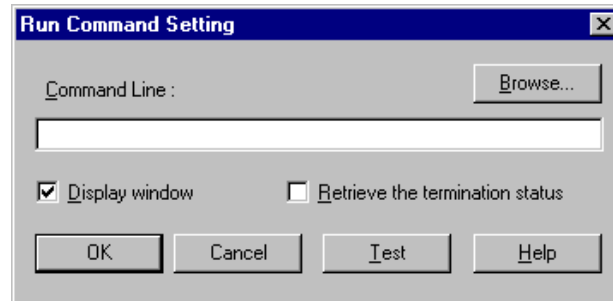 Run Command Setting
Command Line :
Browse...
Display window
Retrieve the termination status
OK
Cancel
Test
Help